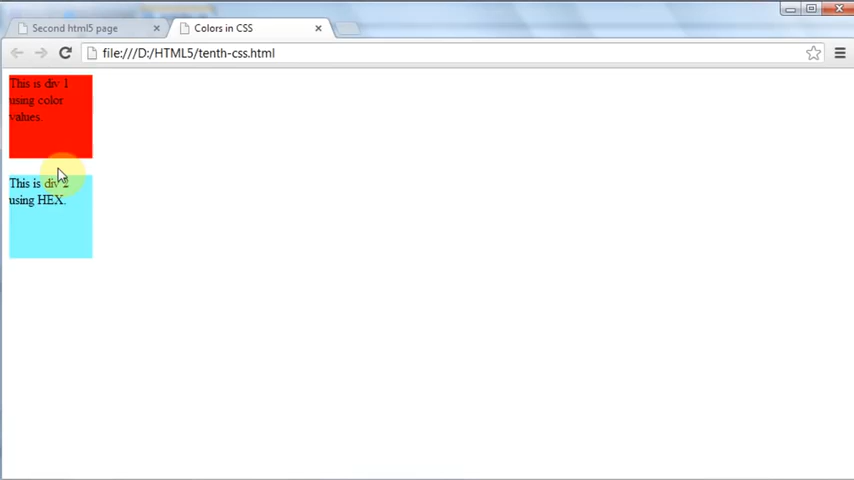 Second html5 page
Colors in CSS
file:///D:/HTML5/tenth-css.html
This is div 1
using color
values.
This is div 2
using HEX.